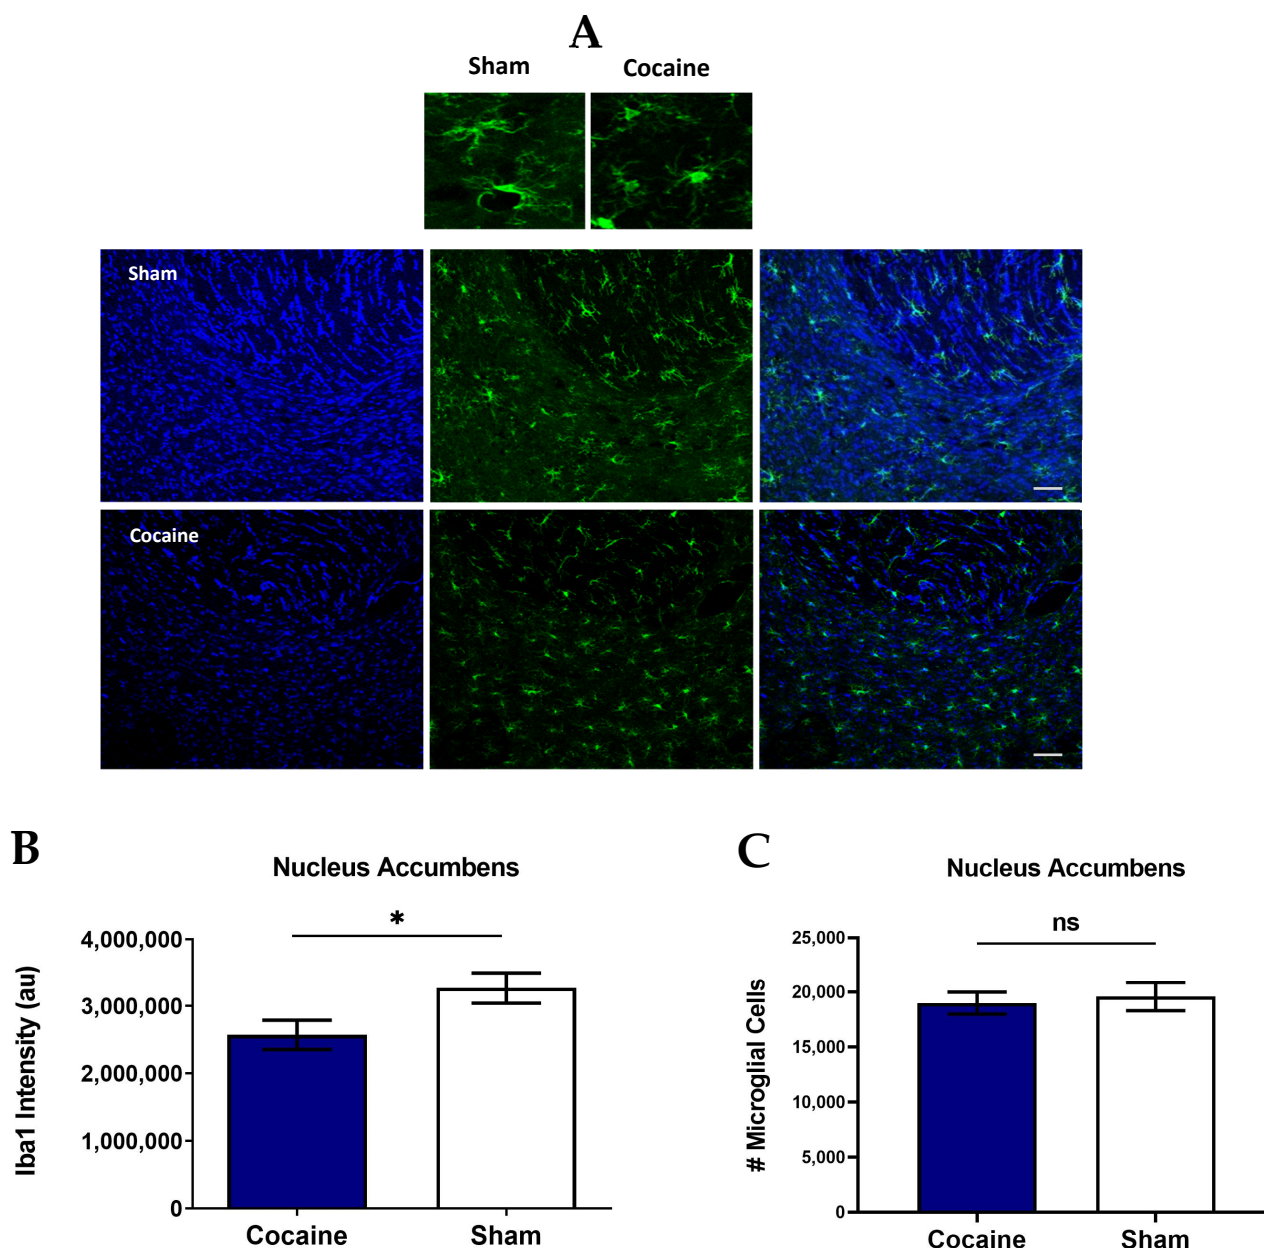 A
Sham
Cocaine
Sham
Cocaine
B
Nucleus Accumbens
*
4,000,000
3,000,000
2,000,000
1,000,000
0
Iba1 Intensity (au)
Cocaine
Sham
C
Nucleus Accumbens
ns
25,000
20,000
15,000
10,000
5,000
0
# Microglial Cells
Cocaine
Sham